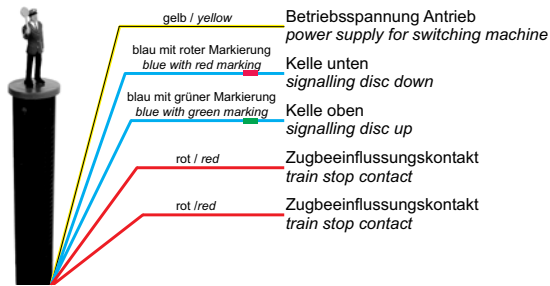 gelb / yellow
Betriebsspannung Antrieb
power supply for switching machine
blau mit roter Markierung
blue with red marking
Kelle unten
signalling disc down
blau mit grüner Markierung
blue with green marking
Kelle oben
signalling disc up
rot / red
Zugbeeinflussungskontakt
train stop contact
rot /red
Zugbeeinflussungskontakt
train stop contact